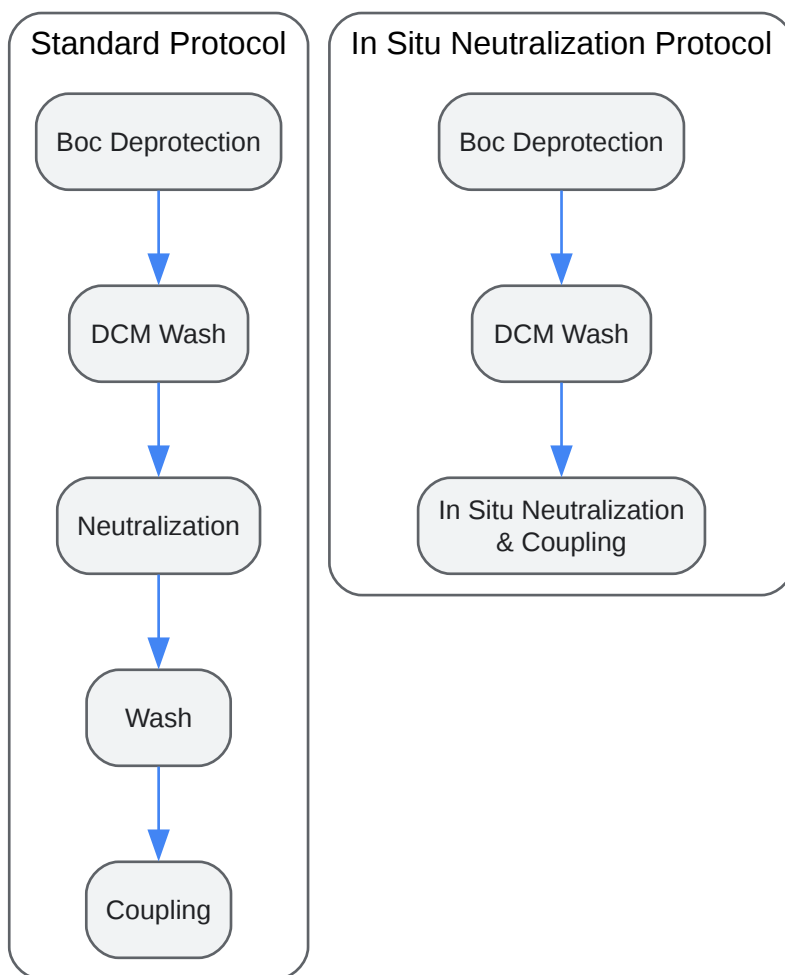 Standard Protocol
Boc Deprotection
DCM Wash
Neutralization
Wash
Coupling
In Situ Neutralization Protocol
Boc Deprotection
DCM Wash
In Situ Neutralization
& Coupling